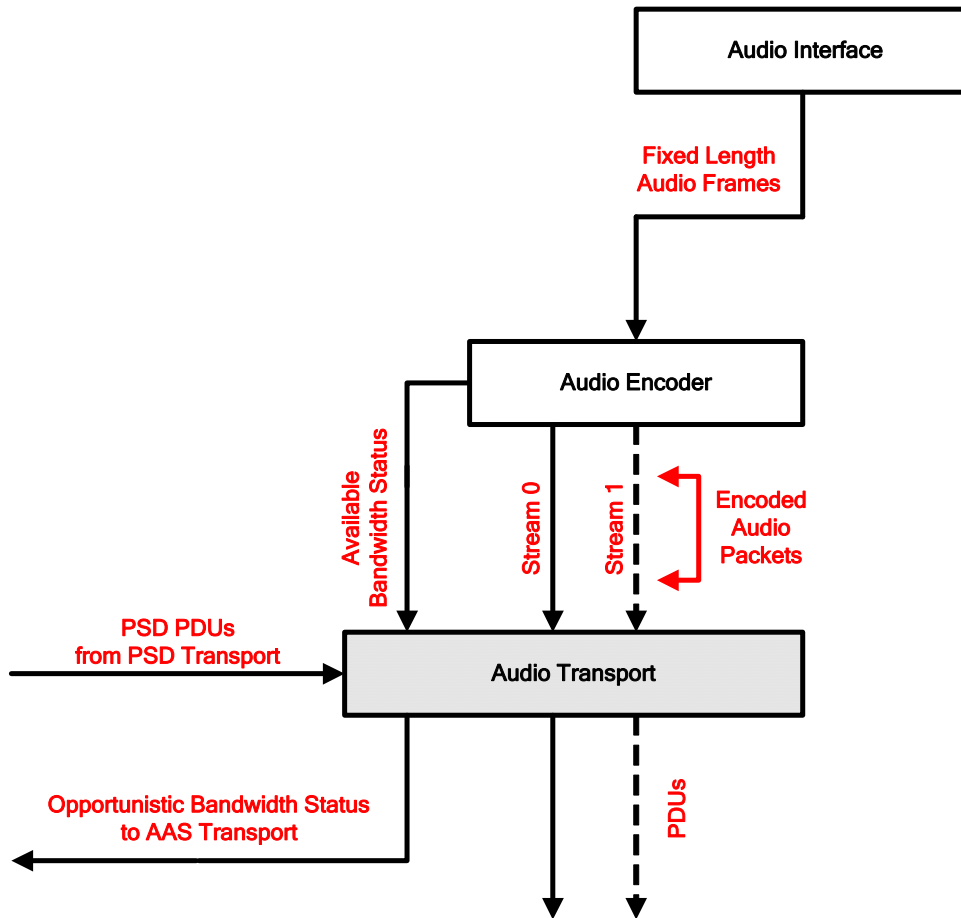 Audio Interface
Fixed Length
Audio Frames
Audio Encoder
Available
Bandwidth Status
Stream 0
Stream 1
Encoded
Audio
Packets
PSD PDUs
from PSD Transport
Audio Transport
Opportunistic Bandwidth Status
to AAS Transport
PDUs